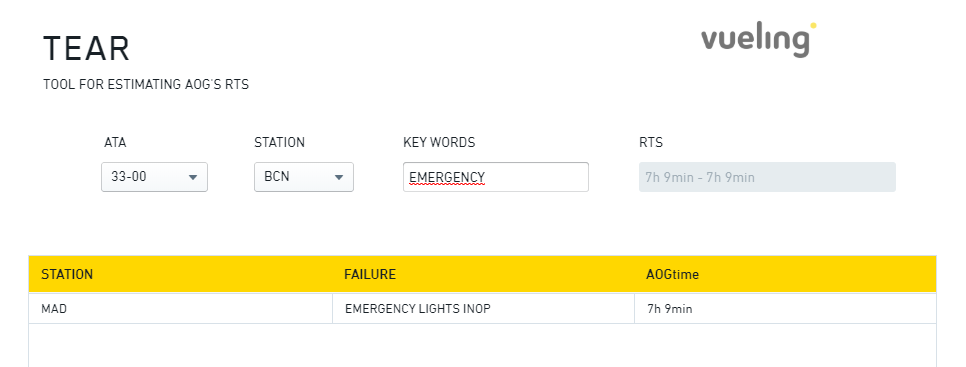 TEAR
vueling
TOOL FOR ESTIMATING AOG'S RTS
ATA STATION KEY WORDS RTS
33-00 BCN EMERGENCY 7h 9min - 7h 9min
STATION FAILURE AOGtime
MAD EMERGENCY LIGHTS INOP 7h 9min